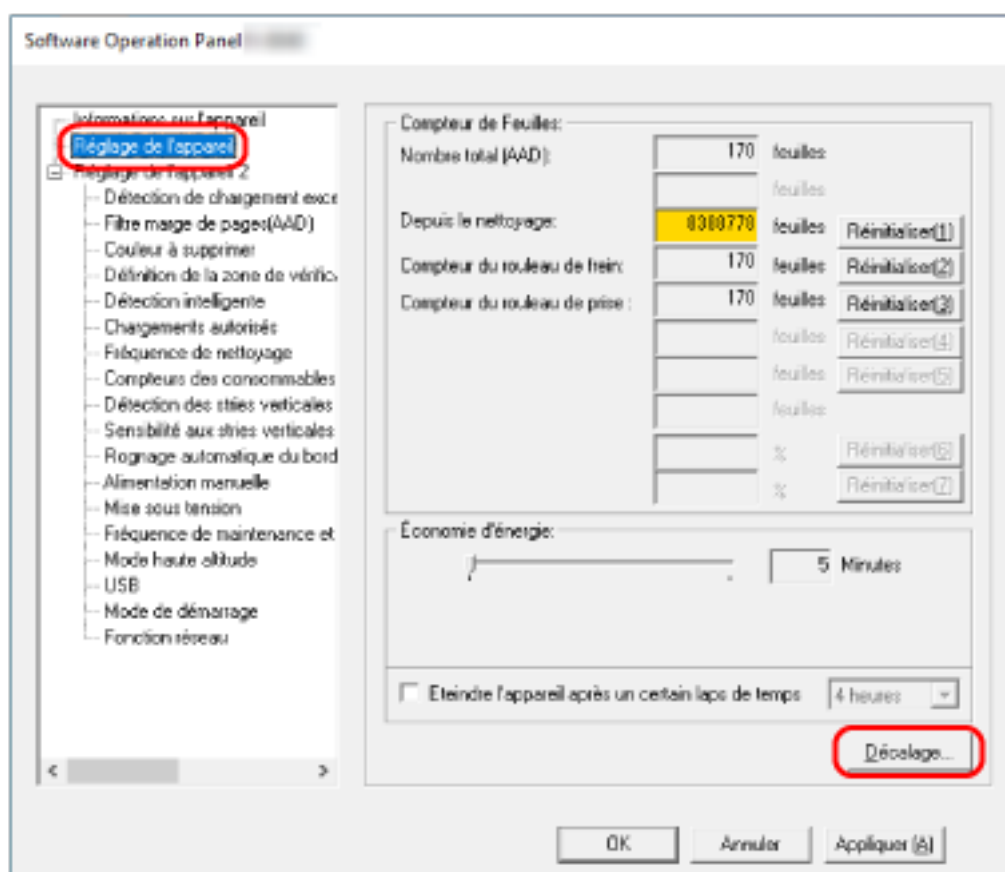 Software Operation Panel
Informations sur l'appareil
Réglage de l'appareil
Réglage de l'appareil 2
Détection de chargement exce
Filtre marge de pages(AAD)
Couleur à supprimer
Définition de la zone de vérific
Détection intelligente
Chargements autorisés
Fréquence de nettoyage
Compteurs des consommables
Détection des stries verticales
Sensibilité aux stries verticales
Rognage automatique du bord
Alimentation manuelle
Mise sous tension
Fréquence de maintenance et
Mode haute altitude
USB
Mode de démarrage
Fonction réseau
Compteur de Feuilles:
Nombre total (AAD): 170 feuilles
feuilles
Depuis le nettoyage: feuilles Réinitialiser(1)
Compteur du rouleau de frein: 170 feuilles Réinitialiser(2)
Compteur du rouleau de prise : 170 feuilles Réinitialiser(3)
feuilles Réinitialiser(4)
feuilles Réinitialiser(5)
feuilles
% Réinitialiser(6)
% Réinitialiser(7)
Économie d'énergie:
5 Minutes
Eteindre l'appareil après un certain laps de temps 4 heures
Décalage...
OK Annuler Appliquer (A)